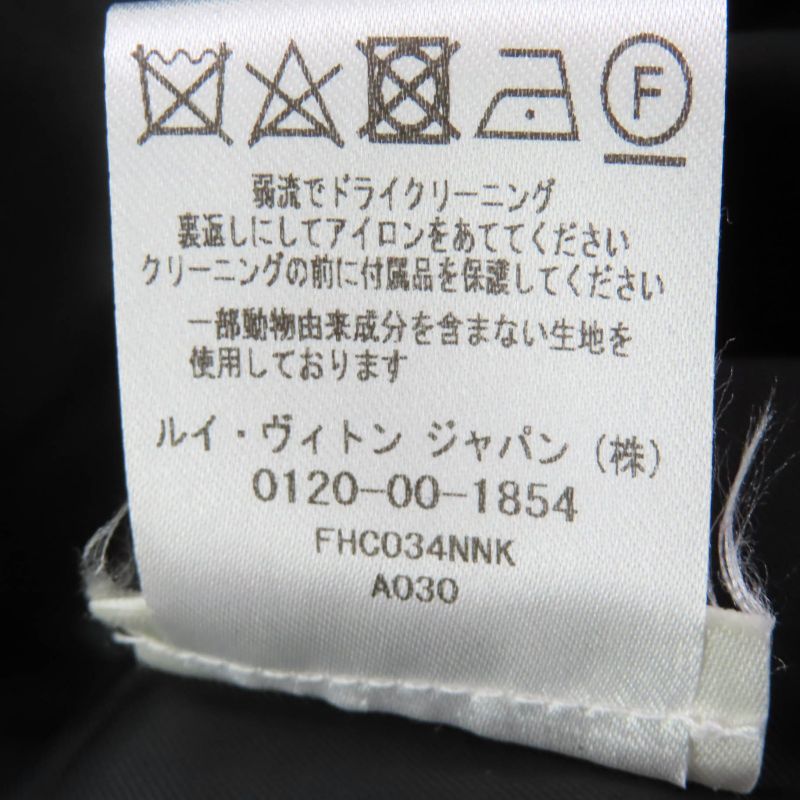 F
弱流でドライクリーニング
裏返しにしてアイロンをあててください
クリーニングの前に付属品を保護してください
一部動物由来成分を含まない生地を
使用しております
ルイ・ヴィトン ジャパン (株)
0120-00-1854
FHC034NNK
A030